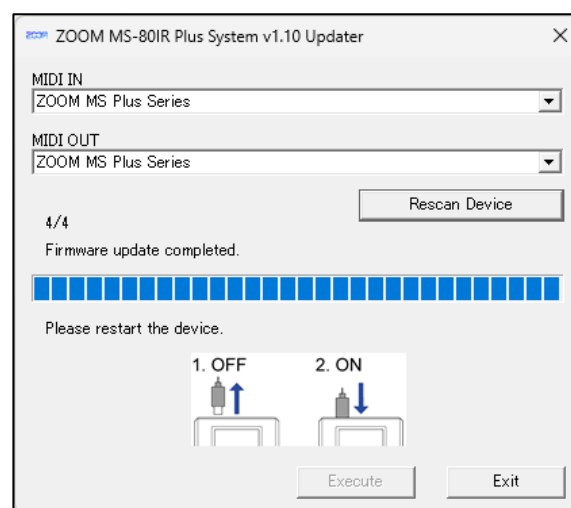 ZOOM ZOOM MS-80IR Plus System v1.10 Updater
MIDI IN
ZOOM MS Plus Series
MIDI OUT
ZOOM MS Plus Series
Rescan Device
4/4
Firmware update completed.
Please restart the device.
1. OFF 2. ON
Execute Exit